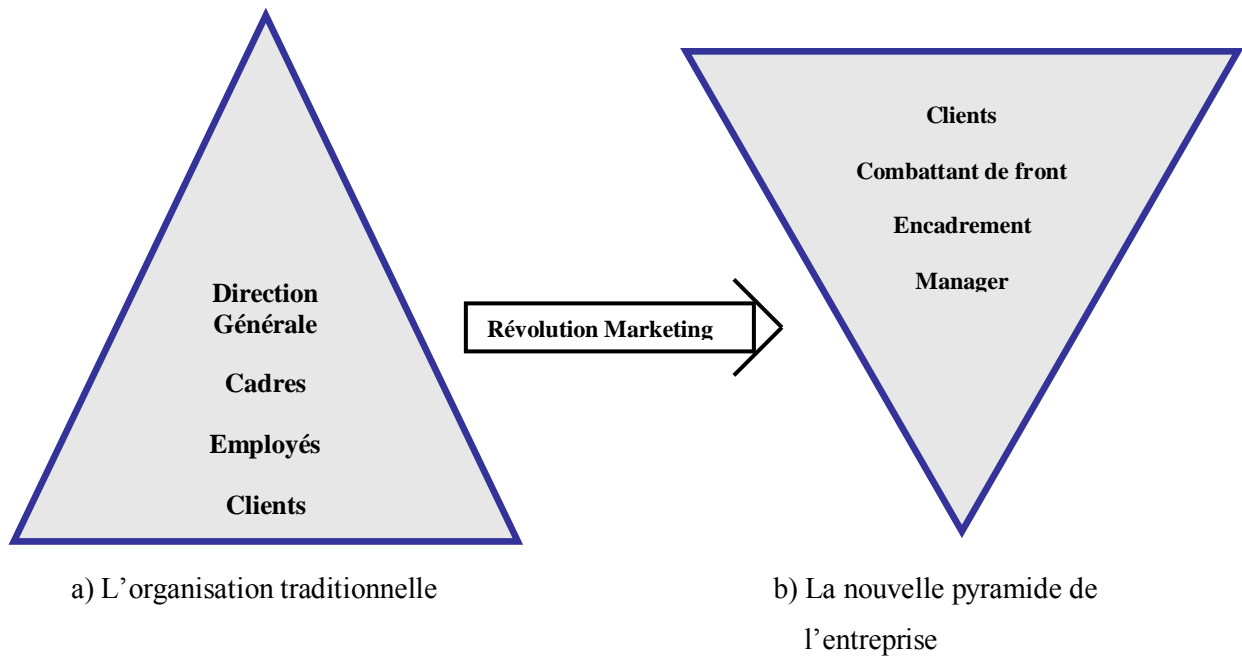 Direction
Générale
Cadres
Employés
Clients
Révolution Marketing
Clients
Combattant de front
Encadrement
Manager
a) L’organisation traditionnelle
b) La nouvelle pyramide de
l’entreprise